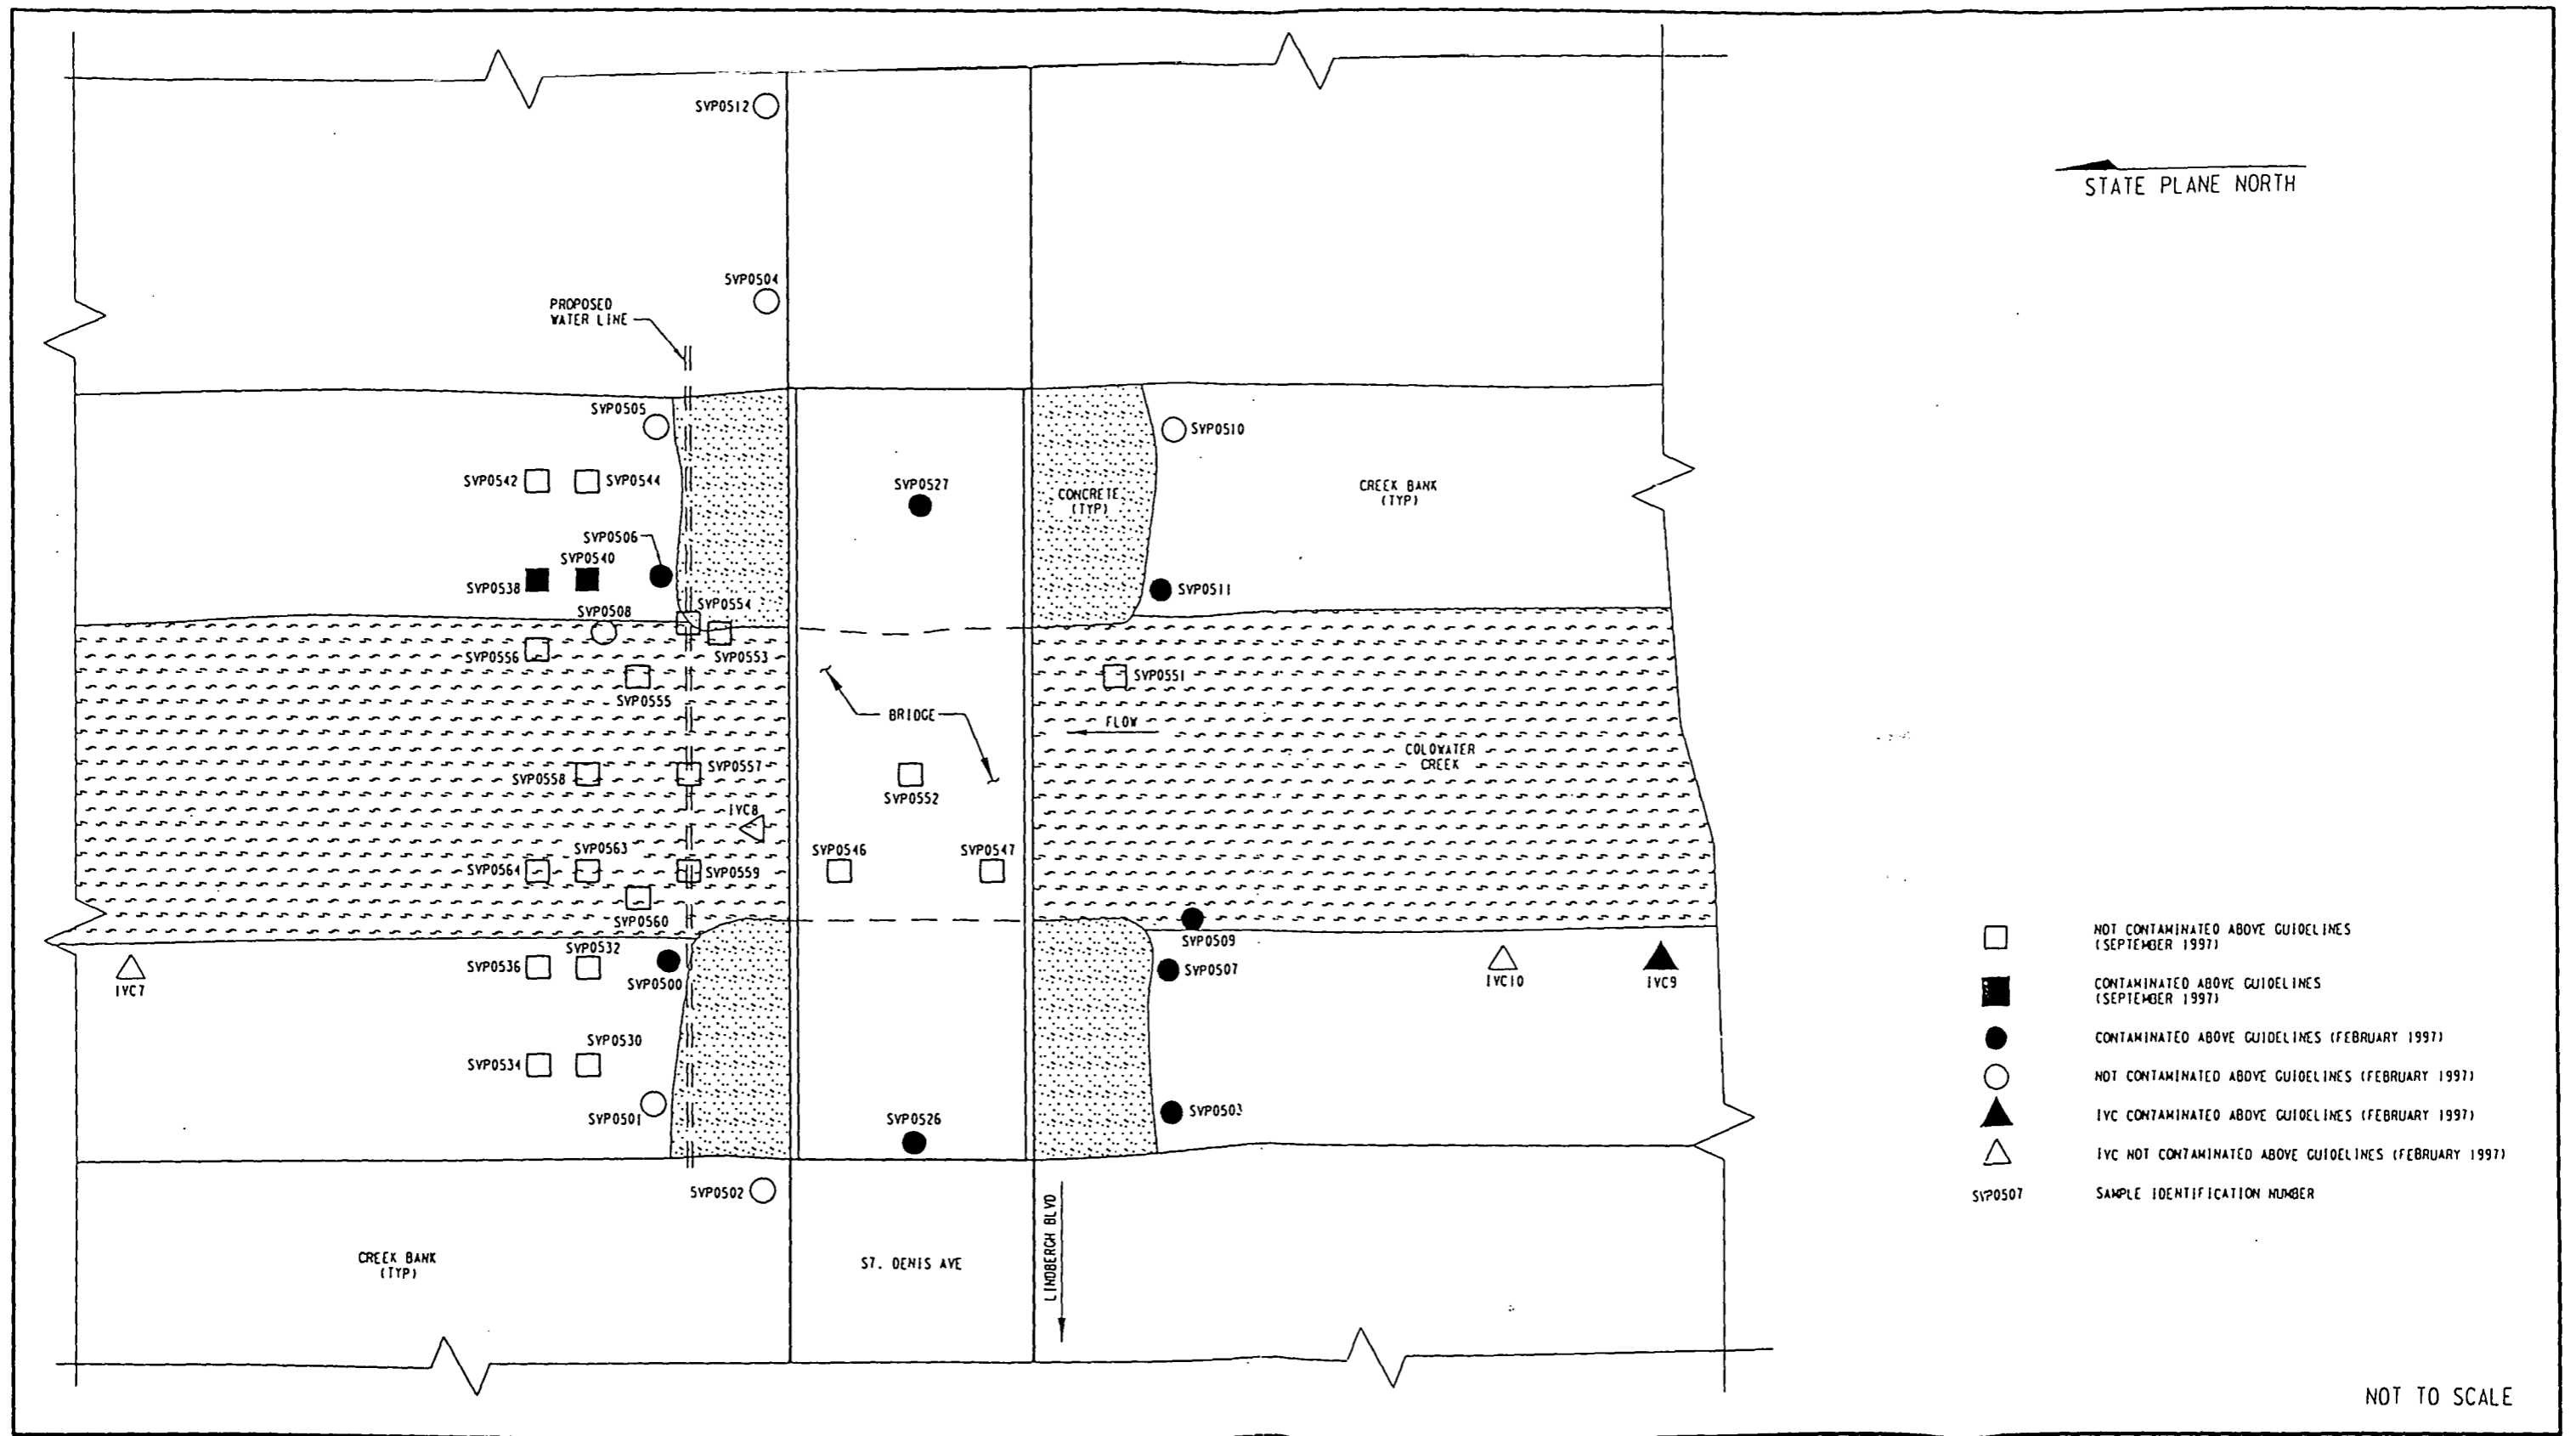 SVP0512
STATE PLANE NORTH
SVP0504
PROPOSED
WATER LINE
SVP0505
SVP0510
SVP0542
SVP0544
SVP0527
CONCRETE
(TYP)
CREEK BANK
(TYP)
SVP0506
SVP0540
SVP0538
SVP0511
SVP0508
SVP0554
SVP0556
SVP0553
SVP0551
SVP0555
BRIDGE
FLOW
COLDWATER
CREEK
SVP0558
SVP0557
SVP0552
IVC8
SVP0563
SVP0546
SVP0547
SVP0564
SVP0559
SVP0560
SVP0509
SVP0532
SVP0536
SVP0500
SVP0507
IVC7
IVC10
IVC9
SVP0530
SVP0534
SVP0501
SVP0526
SVP0503
SVP0502
LINDBERGH BLVD
CREEK BANK
(TYP)
ST. DENIS AVE
NOT CONTAMINATED ABOVE GUIDELINES
(SEPTEMBER 1997)
CONTAMINATED ABOVE GUIDELINES
(SEPTEMBER 1997)
CONTAMINATED ABOVE GUIDELINES (FEBRUARY 1997)
NOT CONTAMINATED ABOVE GUIDELINES (FEBRUARY 1997)
IVC CONTAMINATED ABOVE GUIDELINES (FEBRUARY 1997)
IVC NOT CONTAMINATED ABOVE GUIDELINES (FEBRUARY 1997)
SVP0507
SAMPLE IDENTIFICATION NUMBER
NOT TO SCALE